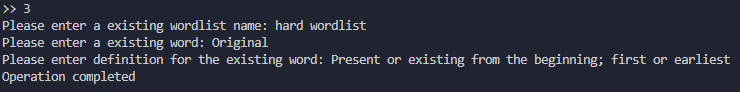 >> 3
Please enter a existing wordlist name: hard wordlist
Please enter a existing word: Original
Please enter definition for the existing word: Present or existing from the beginning; first or earliest
Operation completed